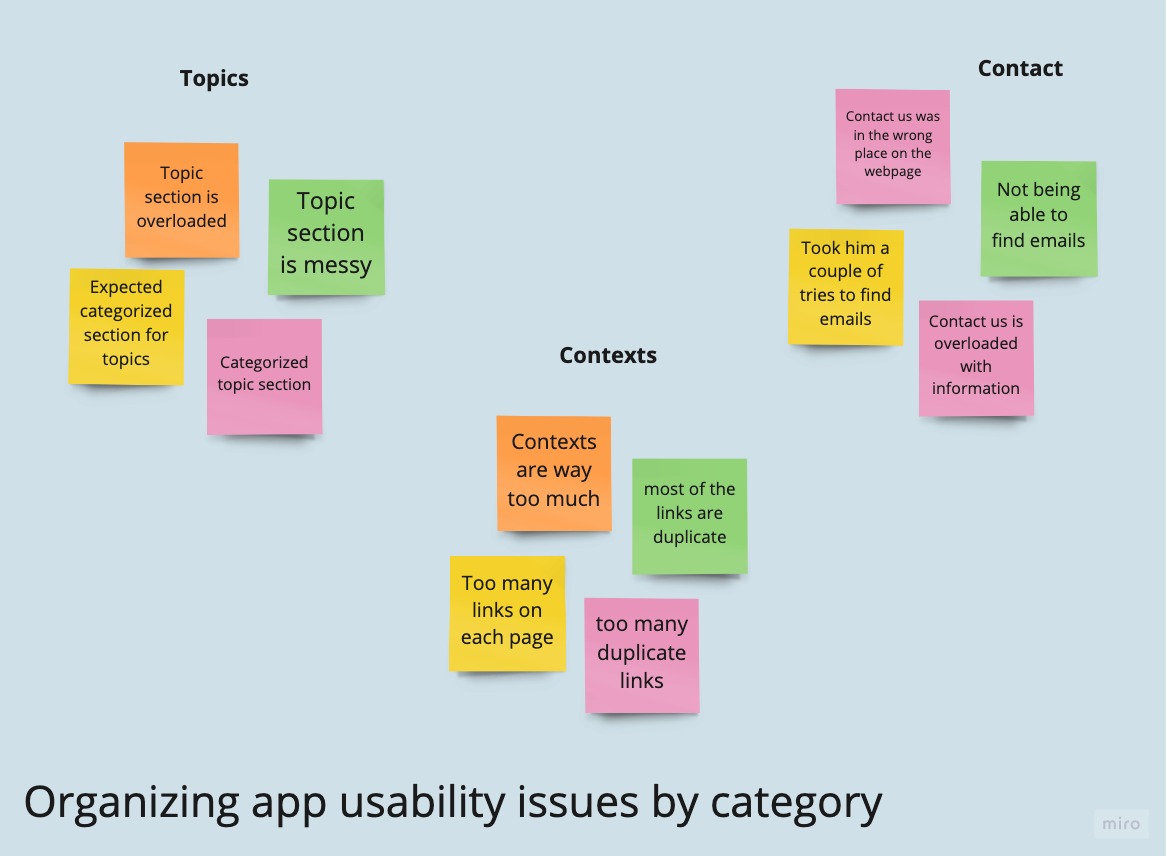 Topics
Topic
section is
overloaded
Topic
section
is messy
Expected
categorized
section for
topics
Categorized
topic section
Contexts
Contexts
are way
too much
most of the
links are
duplicate
Too many
links on
each page
too many
duplicate
links
Contact
Contact us was
in the wrong
place on the
webpage
Not being
able to
find emails
Took him a
couple of
tries to find
emails
Contact us is
overloaded
with
information
Organizing app usability issues by category
miro